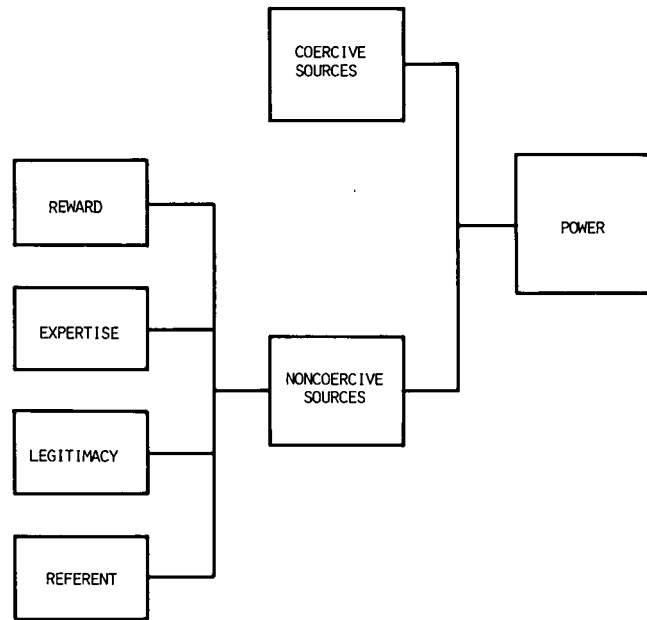 COERCIVE
SOURCES
REWARD
POWER
EXPERTISE
NONCOERCIVE
SOURCES
LEGITIMACY
REFERENT